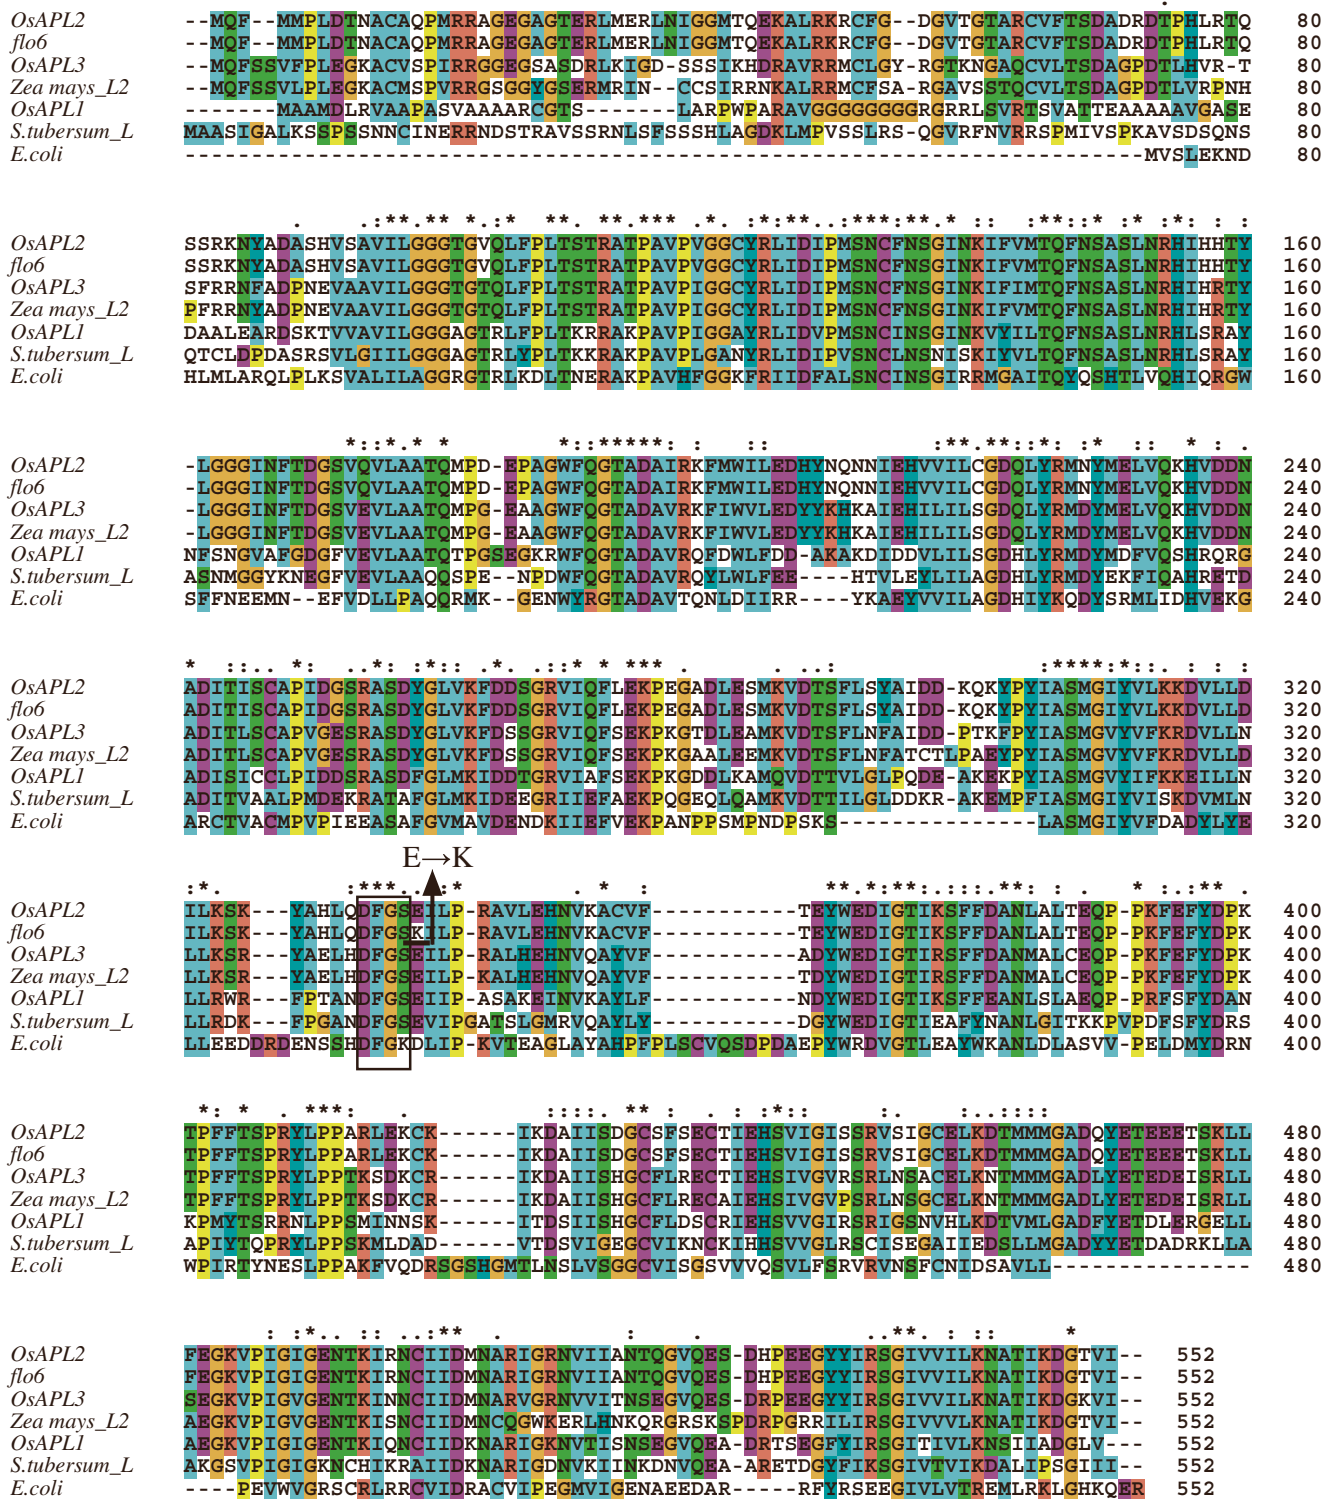 OsAPL2 --MQF--MMPLDTNACAQPMRRAGEGAGTERLMERLNIGGMTQEKALRKRCFG--DGVTGTARCVFTSDADRDTPHLRTQ 80
flo6 --MQF--MMPLDTNACAQPMRRAGEGAGTERLMERLNIGGMTQEKALRKRCFG--DGVTGTARCVFTSDADRDTPHLRTQ 80
OsAPL3 --MQFSSVFPLEGKACVSPIRRGGEGSASDRLKIGD-SSSIKHDRAVRRMCLGY-RGTKNGAQCVLTSDAGPDTLHVR-T 80
Zea mays_L2 --MQFSSVLPLEGKACMSPVRRGSGGYGSERMRIN--CCSIRRNKALRRMCFSA-RGAVSSTQCVLTSDAGPDTLVRPNH 80
OsAPL1 -----MAAMDLRVAAPASVAAAARCGTS-----LARPWPARAVGGGGGGGGRGRRLSVRTSVATTEAAAAAVGASE 80
S.tubersum_L MAASIGALKSSPSSNNCINERRNDSTRAVSSRNLSFSSSHLAGDKLMPVSSLRS-QGVRFNVRRSPMIVSPKAVSDSQNS 80
E.coli ------------------------------------------------------------------------MVSLEKND 80
.:**.** *.:* **. **.*** .*. :*:**..:***:**.* :: :**::* :* :*: : :
OsAPL2 SSRKNYADASHVSAVILGGGTGVQLFPLTSTRATPAVPVGGCYRLIDIPMSNCFNSGINKIFVMTQFNSASLNRHIHHTY 160
flo6 SSRKNYADASHVSAVILGGGTGVQLFPLTSTRATPAVPVGGCYRLIDIPMSNCFNSGINKIFVMTQFNSASLNRHIHHTY 160
OsAPL3 SFRRNFADPNEVAAVILGGGTGTQLFPLTSTRATPAVPIGGCYRLIDIPMSNCFNSGINKIFIMTQFNSASLNRHIHRTY 160
Zea mays_L2 PFRRNYADPNEVAAVILGGGTGTQLFPLTSTRATPAVPIGGCYRLIDIPMSNCFNSGINKIFIMTQFNSASLNRHIHRTY 160
OsAPL1 DAALEARDSKTVVAVILGGGAGTRLFPLTKRRAKPAVPIGGAYRLIDVPMSNCINSGINKVYILTQFNSASLNRHLSRAY 160
S.tubersum_L QTCLDPDASRSVLGIILGGGAGTRLYPLTKKRAKPAVPLGANYRLIDIPVSNCLNSNISKIYVLTQFNSASLNRHLSRAY 160
E.coli HLMLARQLPLKSVALILAGGRGTRLKDLTNERAKPAVHFGGKFRIIDFALSNCINSGIRRMGAITQYQSHTLVQHIQRGW 160
*::*.* * *::*****: : :: :**.**::*: :* :: * : .
OsAPL2 -LGGGINFTDGSVQVLAATQMPD-EPAGWFQGTADAIRKFMWILEDHYNQNNIEHVVILCGDQLYRMNYMELVQKHVDDN 240
flo6 -LGGGINFTDGSVQVLAATQMPD-EPAGWFQGTADAIRKFMWILEDHYNQNNIEHVVILCGDQLYRMNYMELVQKHVDDN 240
OsAPL3 -LGGGINFTDGSVEVLAATQMPG-EAAGWFQGTADAVRKFIWVLEDYYKHKAIEHILILSGDQLYRMDYMELVQKHVDDN 240
Zea mays_L2 -LGGGINFTDGSVEVLAATQMPG-EAAGWFQGTADAVRKFIWVLEDYYKHKAIEHILILSGDQLYRMDYMELVQKHVDDN 240
OsAPL1 NFSNGVAFGDGFVEVLAATQTPGSEGKRWFQGTADAVRQFDWLFDD-AKAKDIDDVLILSGDHLYRMDYMDFVQSHRQRG 240
S.tubersum_L ASNMGGYKNEGFVEVLAAQQSPE--NPDWFQGTADAVRQYLWLFEE----HTVLEYLILAGDHLYRMDYEKFIQAHRETD 240
E.coli SFFNEEMN--EFVDLLPAQQRMK--GENWYRGTADAVTQNLDIIRR----YKAEYVVILAGDHIYKQDYSRMLIDHVEKG 240
* ::.. *: :..*: :*::.*. .::* * *** . . ..: :****:*::. : :
OsAPL2 ADITISCAPIDGSRASDYGLVKFDDSGRVIQFLEKPEGADLESMKVDTSFLSYAIDD-KQKYPYIASMGIYVLKKDVLLD 320
flo6 ADITISCAPIDGSRASDYGLVKFDDSGRVIQFLEKPEGADLESMKVDTSFLSYAIDD-KQKYPYIASMGIYVLKKDVLLD 320
OsAPL3 ADITLSCAPVGESRASDYGLVKFDSSGRVIQFSEKPKGTDLEAMKVDTSFLNFAIDD-PTKFPYIASMGVYVFKRDVLLN 320
Zea mays_L2 ADITLSCAPVGESRASDYGLVKFDSSGRVIQFSEKPKGAALEEMKVDTSFLNFATCTLPAEYPYIASMGVYVFKRDVLLD 320
OsAPL1 ADISICCLPIDDSRASDFGLMKIDDTGRVIAFSEKPKGDDLKAMQVDTTVLGLPQDE-AKEKPYIASMGVYIFKKEILLN 320
S.tubersum_L ADITVAALPMDEKRATAFGLMKIDEEGRIIEFAEKPQGEQLQAMKVDTTILGLDDKR-AKEMPFIASMGIYVISKDVMLN 320
E.coli ARCTVACMPVPIEEASAFGVMAVDENDKIIEFVEKPANPPSMPNDPSKS---------------LASMGIYVFDADYLYE 320
E→K
:*. :***..:* . * : **.*:**:.:::.**: : . * .:.:** .
OsAPL2 ILKSK---YAHLQDFGSEILP-RAVLEHNVKACVF-----------TEYWEDIGTIKSFFDANLALTEQP-PKFEFYDPK 400
flo6 ILKSK---YAHLQDFGSKILP-RAVLEHNVKACVF-----------TEYWEDIGTIKSFFDANLALTEQP-PKFEFYDPK 400
OsAPL3 LLKSR---YAELHDFGSEILP-RALHEHNVQAYVF-----------ADYWEDIGTIRSFFDANMALCEQP-PKFEFYDPK 400
Zea mays_L2 LLKSR---YAELHDFGSEILP-KALHEHNVQAYVF-----------TDYWEDIGTIRSFFDANMALCEQP-PKFEFYDPK 400
OsAPL1 LLRWR---FPTANDFGSEIIP-ASAKEINVKAYLF-----------NDYWEDIGTIKSFFEANLSLAEQP-PRFSFYDAN 400
S.tubersum_L LLRDK---FPGANDFGSEVIPGATSLGMRVQAYLY-----------DGYWEDIGTIEAFYNANLGITKKPVPDFSFYDRS 400
E.coli LLEEDDRDENSSHDFGKDLIP-KVTEAGLAYAHPFPLSCVQSDPDAEPYWRDVGTLEAYWKANLDLASVV-PELDMYDRN 400
*: * . ***: . :::. ** : . : :*:: :. :..::::
OsAPL2 TPFFTSPRYLPPARLEKCK------IKDAIISDGCSFSECTIEHSVIGISSRVSIGCELKDTMMMGADQYETEEETSKLL 480
flo6 TPFFTSPRYLPPARLEKCK------IKDAIISDGCSFSECTIEHSVIGISSRVSIGCELKDTMMMGADQYETEEETSKLL 480
OsAPL3 TPFFTSPRYLPPTKSDKCR------IKDAIISHGCFLRECTIEHSIVGVRSRLNSACELKNTMMMGADLYETEDEISRLL 480
Zea mays_L2 TPFFTSPRYLPPTKSDKCR------IKDAIISHGCFLRECAIEHSIVGVPSRLNSGCELKNTMMMGADLYETEDEISRLL 480
OsAPL1 KPMYTSRRNLPPSMINNSK------ITDSIISHGCFLDSCRIEHSVVGIRSRIGSNVHLKDTVMLGADFYETDLERGELL 480
S.tubersum_L APIYTQPRYLPPSKMLDAD------VTDSVIGEGCVIKNCKIHHSVVGLRSCISEGAIIEDSLLMGADYYETDADRKLLA 480
E.coli WPIRTYNESLPPAKFVQDRSGSHGMTLNSLVSGGCVISGSVVVQSVLFSRVRVNSFCNIDSAVLL--------------- 480
: :*.. :: ..:** . : . ..**. : :: *
OsAPL2 FEGKVPIGIGENTKIRNCIIDMNARIGRNVIIANTQGVQES-DHPEEGYYIRSGIVVILKNATIKDGTVI-- 552
flo6 FEGKVPIGIGENTKIRNCIIDMNARIGRNVIIANTQGVQES-DHPEEGYYIRSGIVVILKNATIKDGTVI-- 552
OsAPL3 SEGKVPIGVGENTKINNCIIDMNARVGRNVVITNSEGVQES-DRPEEGYYIRSGIVVILKNATIKDGKVI-- 552
Zea mays_L2 AEGKVPIGVGENTKISNCIIDMNCQGWKERLHNKQRGRSKSPDRPGRRILIRSGIVVVLKNATIKDGTVI-- 552
OsAPL1 AEGKVPIGIGENTKIQNCIIDKNARIGKNVTISNSEGVQEA-DRTSEGFYIRSGITIVLKNSIIADGLV--- 552
S.tubersum_L AKGSVPIGIGKNCHIKRAIIDKNARIGDNVKIINKDNVQEA-ARETDGYFIKSGIVTVIKDALIPSGIII-- 552
E.coli ----PEVWVGRSCRLRRCVIDRACVIPEGMVIGENAEEDAR-----RFYRSEEGIVLVTREMLRKLGHKQER 552